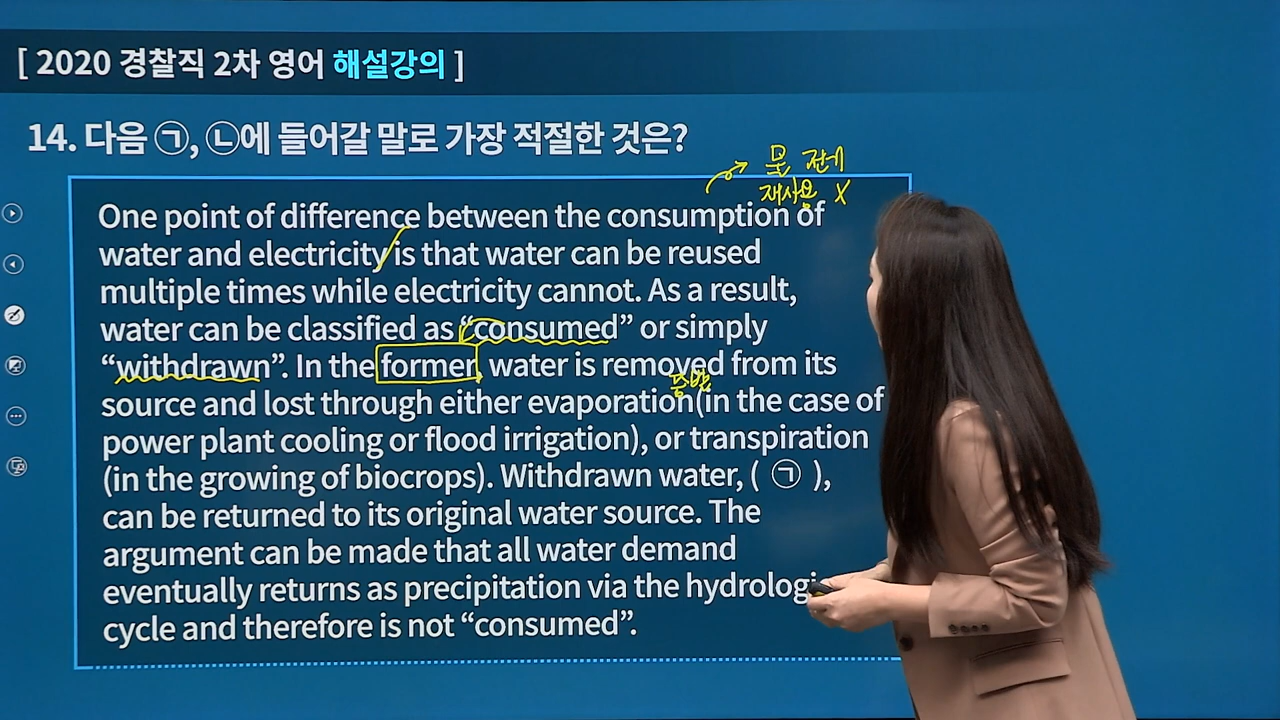 [ 2020 경찰직 2차 영어 해설강의 ]
14. 다음 ㉠, ㉡에 들어갈 말로 가장 적절한 것은?
물 전체
재사용 X
One point of difference between the consumption of
water and electricity is that water can be reused
multiple times while electricity cannot. As a result,
water can be classified as “consumed” or simply
“withdrawn”. In the former, water is removed from its
증발
source and lost through either evaporation(in the case of
power plant cooling or flood irrigation), or transpiration
(in the growing of biocrops). Withdrawn water, ( ㉠ ),
can be returned to its original water source. The
argument can be made that all water demand
eventually returns as precipitation via the hydrologi
cycle and therefore is not “consumed”.